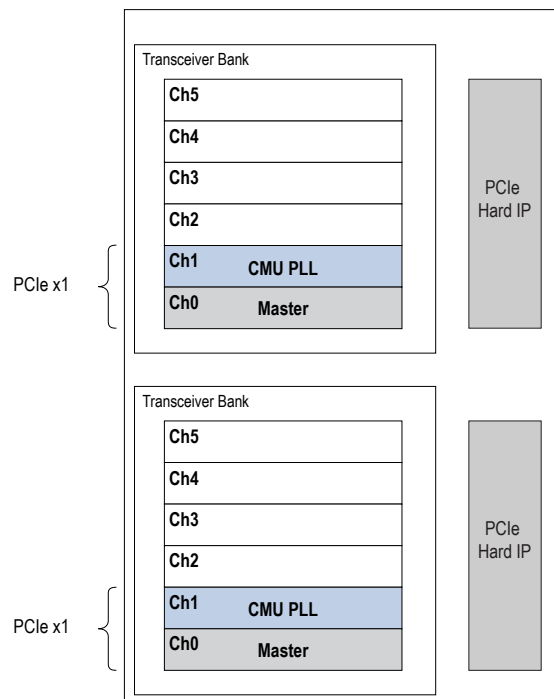 Transceiver Bank
Ch5
Ch4
Ch3
Ch2
Ch1 CMU PLL
Ch0 Master
PCIe x1
PCIe
Hard IP
Transceiver Bank
Ch5
Ch4
Ch3
Ch2
Ch1 CMU PLL
Ch0 Master
PCIe x1
PCIe
Hard IP